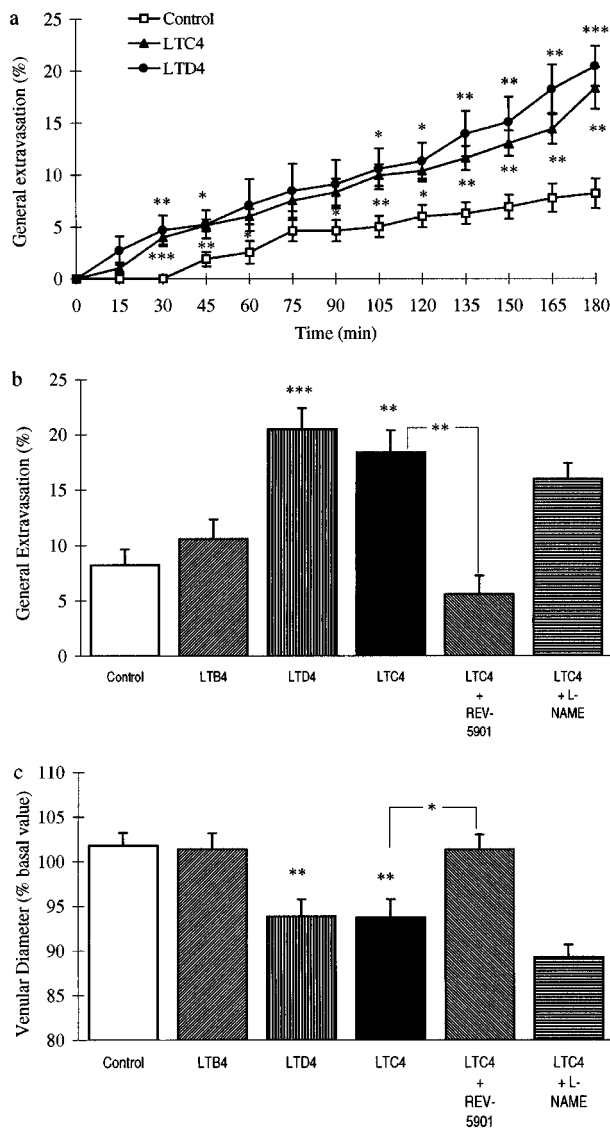 a
Control
LTC4
LTD4
General extravasation (%)
25
20
15
10
5
0
*** 
** ** ** ** 
** * * * 
*** ** * * ** * ** ** ** **
0 15 30 45 60 75 90 105 120 135 150 165 180
Time (min)
b
General Extravasation (%)
25
20
15
10
5
0
*** ** **
Control LTB4 LTD4 LTC4 LTC4 LTC4
+ + L-
REV- NAME
5901
c
Venular Diameter (% basal value)
110
105
100
95
90
85
80
** ** *
Control LTB4 LTD4 LTC4 LTC4 LTC4
+ + L-
REV- NAME
5901